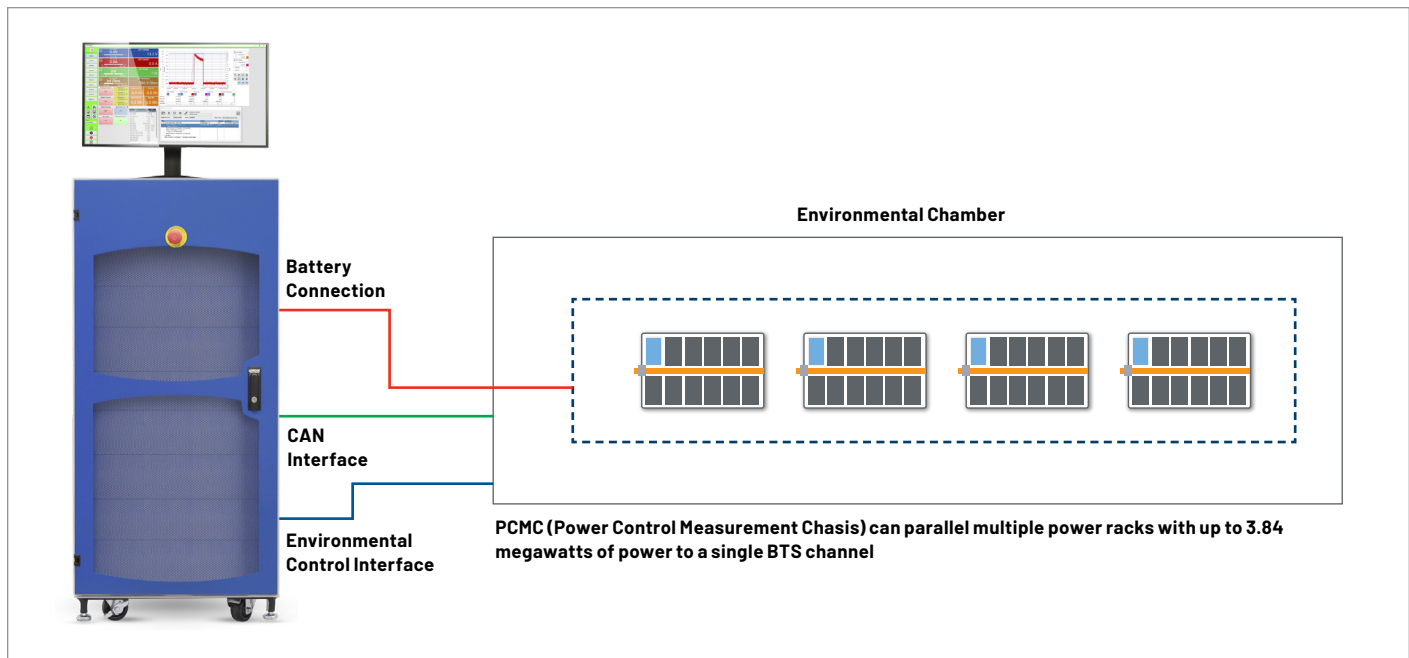 Environmental Chamber
Battery
Connection
CAN
Interface
Environmental
Control Interface
PCMC (Power Control Measurement Chasis) can parallel multiple power racks with up to 3.84
megawatts of power to a single BTS channel